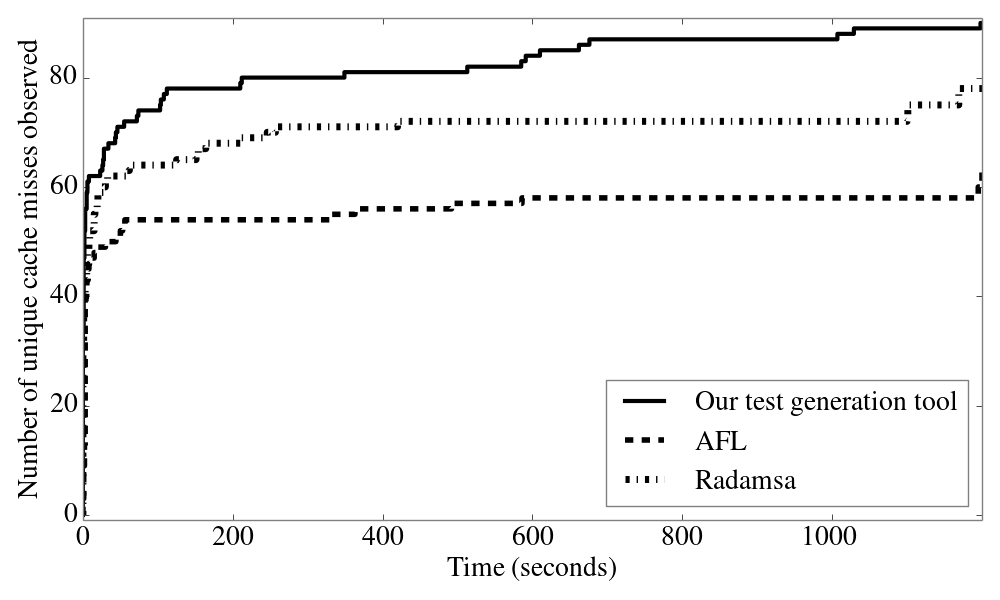 Number of unique cache misses observed
80
60
40
20
0
0 200 400 600 800 1000
Time (seconds)
Our test generation tool
AFL
Radamsa